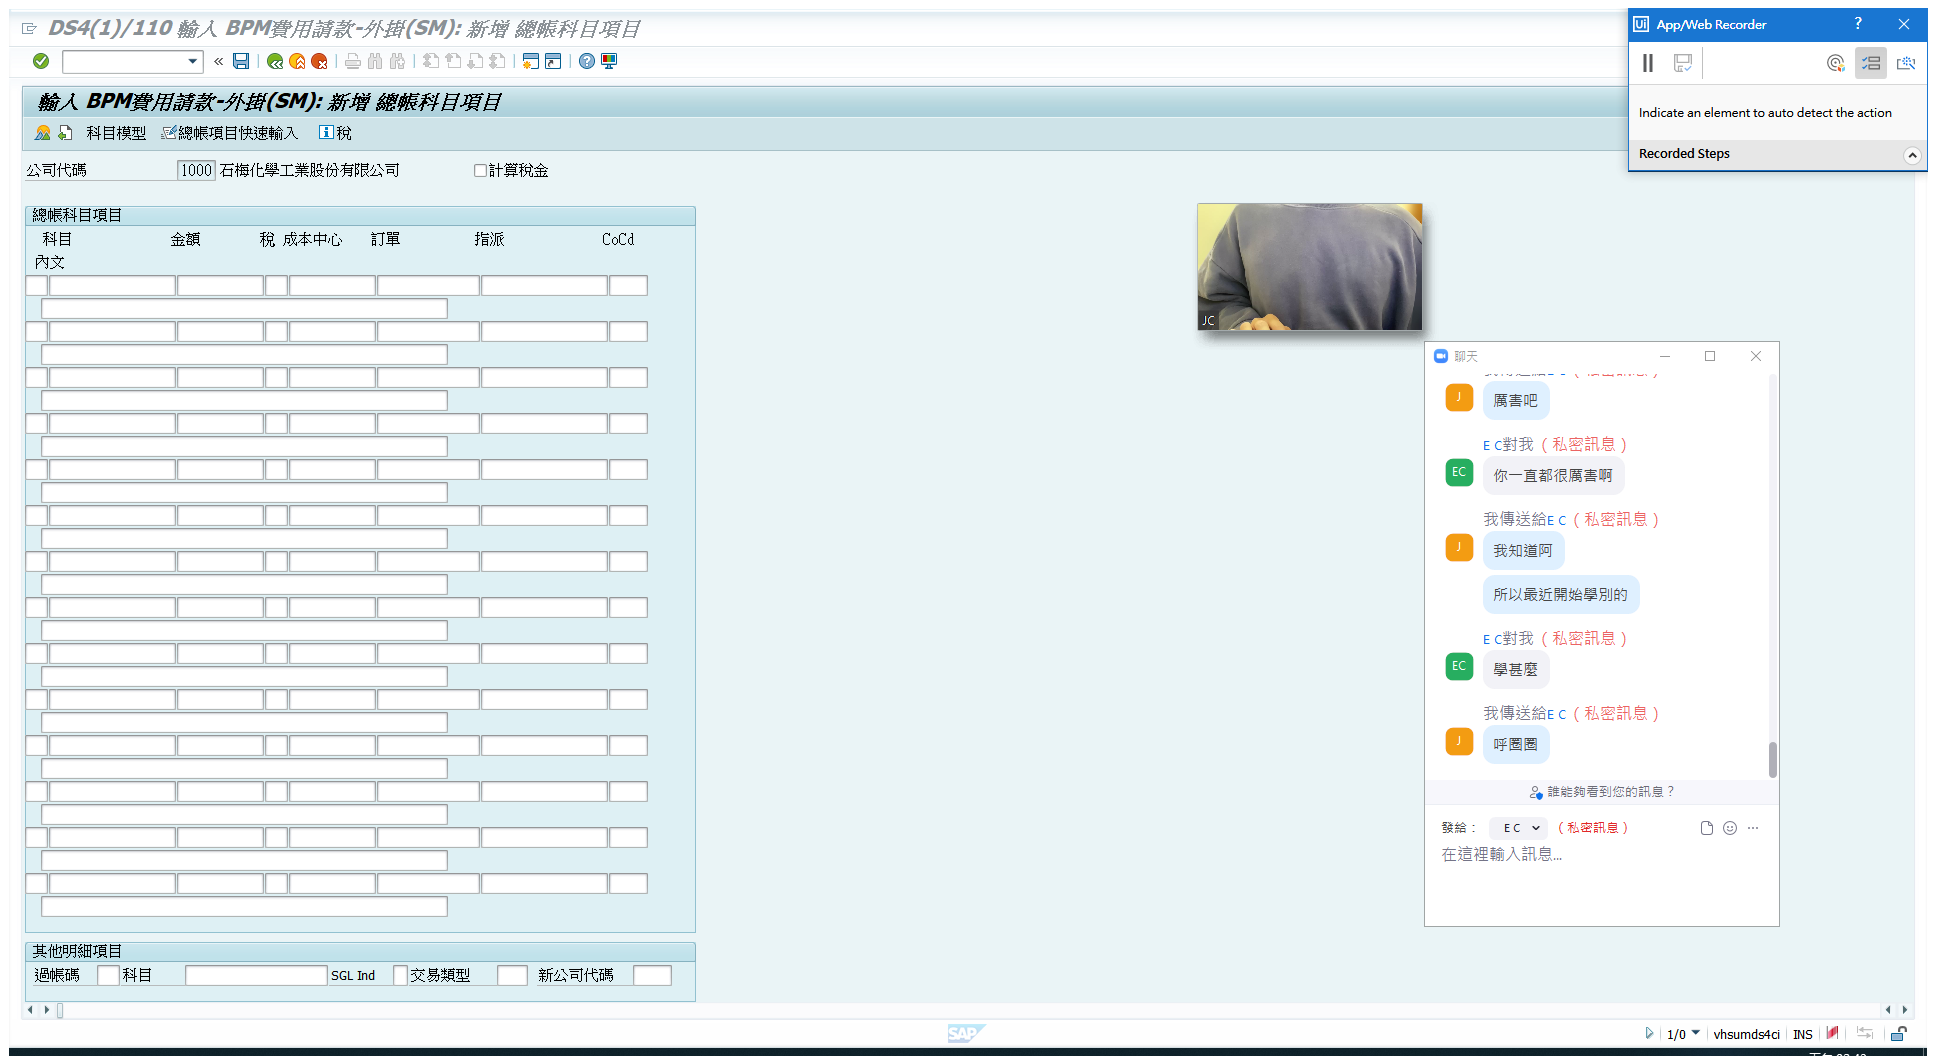 DS4(1)/110 輸入 BPM費用請款-外掛(SM): 新增 總帳科目項目
輸入 BPM費用請款-外掛(SM): 新增 總帳科目項目
科目模型 總帳項目快速輸入 稅
公司代碼 1000 石梅化學工業股份有限公司 計算稅金
總帳科目項目
科目 金額 稅 成本中心 訂單 指派 CoCd
內文
其他明細項目
過帳碼 科目 SGL Ind 交易類型 新公司代碼
SAP
1/0 vhsumds4ci INS
Ui App/Web Recorder
Indicate an element to auto detect the action
Recorded Steps
JC
聊天
我傳送給E C（私密訊息）
J
厲害吧
E C對我（私密訊息）
EC
你一直都很厲害啊
我傳送給E C（私密訊息）
J
我知道阿
所以最近開始學別的
E C對我（私密訊息）
EC
學甚麼
我傳送給E C（私密訊息）
J
呼圈圈
誰能夠看到您的訊息？
發給： E C （私密訊息）
在這裡輸入訊息...